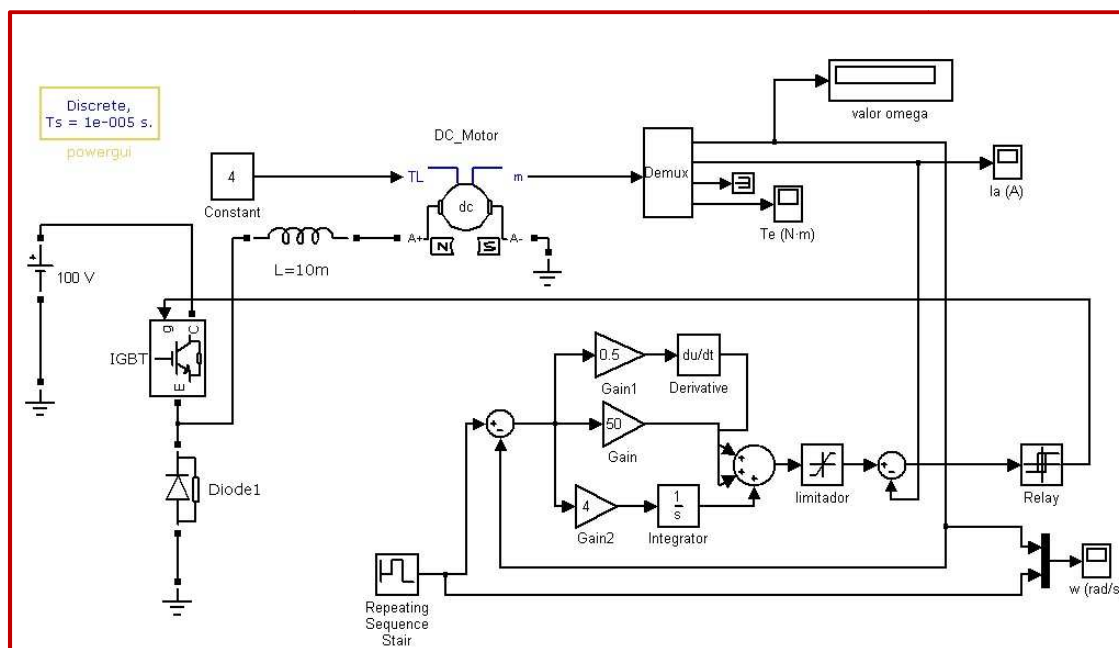 Discrete,
Ts = 1e-005 s.
powergui
valor omega
DC_Motor
4
Constant
TL
m
dc
A+
N
S
A-
Demux
Ia (A)
Te (N·m)
L=10m
+
100 V
g
C
E
IGBT
Diode1
0.5
Gain1
du/dt
Derivative
50
Gain
4
Gain2
1
s
Integrator
+
-
+
+
+
+
limitador
+
-
Relay
Repeating
Sequence
Stair
w (rad/s